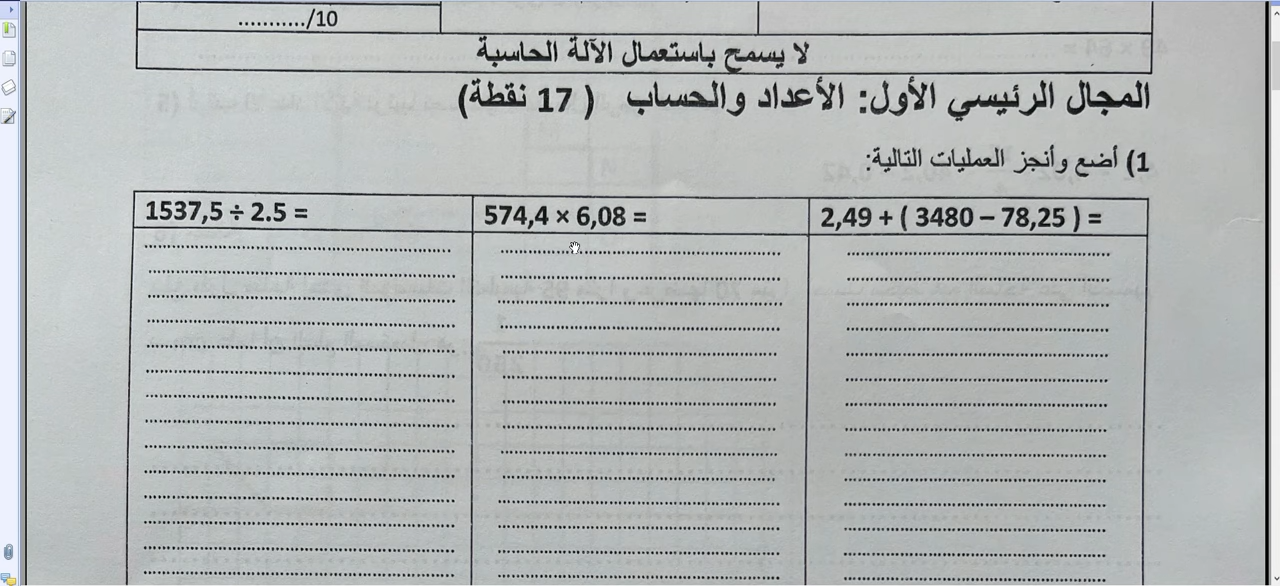 .........../10
لا يسمح باستعمال الآلة الحاسبة
المجال الرئيسي الأول: الأعداد والحساب ( 17 نقطة)
1) أضع وأنجز العمليات التالية:
1537,5 ÷ 2.5 =
574,4 × 6,08 =
2,49 + ( 3480 – 78,25 ) =